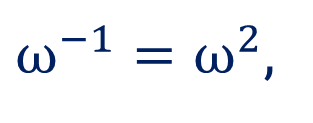 ω⁻¹ = ω²,